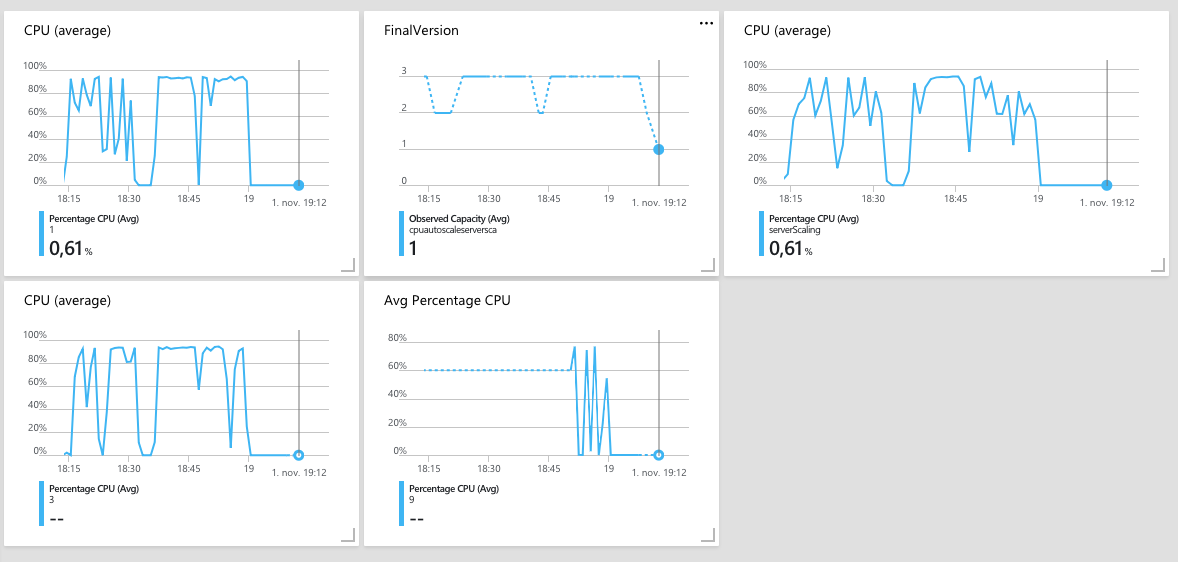 CPU (average)
100%
80%
60%
40%
20%
0%
18:15 18:30 18:45 19 1. nov. 19:12
Percentage CPU (Avg)
1
0,61 %
FinalVersion
...
3
2
1
0
18:15 18:30 18:45 19 1. nov. 19:12
Observed Capacity (Avg)
cpuautoscaleserversca
1
CPU (average)
100%
80%
60%
40%
20%
0%
18:15 18:30 18:45 19 1. nov. 19:12
Percentage CPU (Avg)
serverScaling
0,61 %
CPU (average)
100%
80%
60%
40%
20%
0%
18:15 18:30 18:45 19 1. nov. 19:12
Percentage CPU (Avg)
3
--
Avg Percentage CPU
80%
60%
40%
20%
0%
18:15 18:30 18:45 19 1. nov. 19:12
Percentage CPU (Avg)
9
--